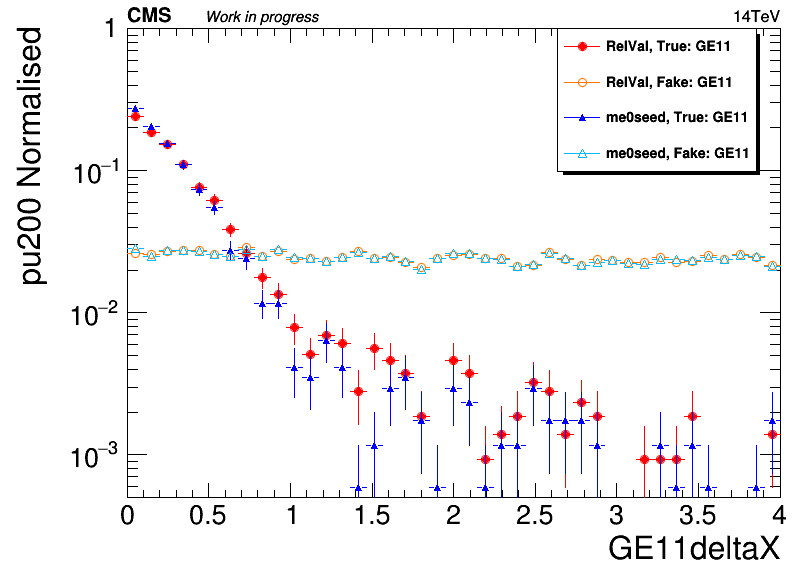 CMS Work in progress 14TeV
pu200 Normalised
1
10⁻¹
10⁻²
10⁻³
RelVal, True: GE11
RelVal, Fake: GE11
me0seed, True: GE11
me0seed, Fake: GE11
0 0.5 1 1.5 2 2.5 3 3.5 4
GE11deltaX